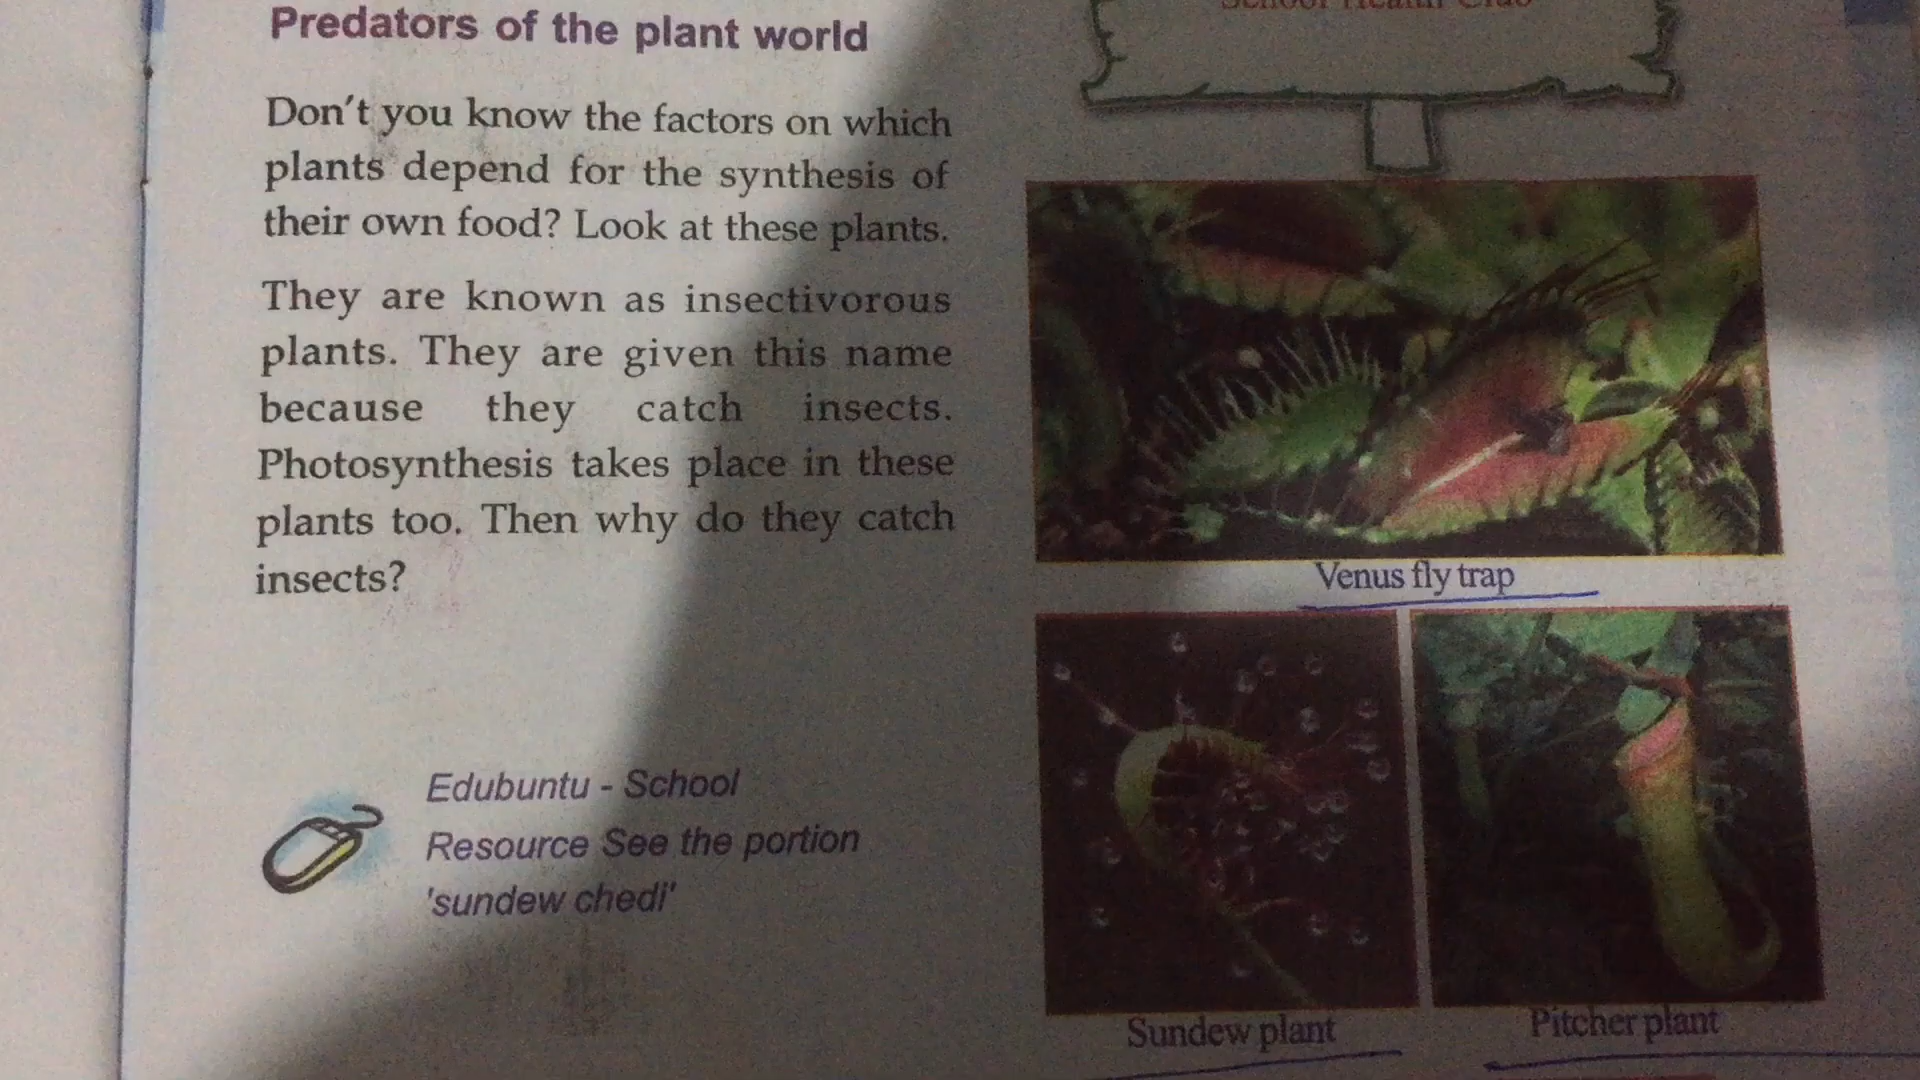 Predators of the plant world
Don't you know the factors on which
plants depend for the synthesis of
their own food? Look at these plants.
They are known as insectivorous
plants. They are given this name
because they catch insects.
Photosynthesis takes place in these
plants too. Then why do they catch
insects?
Edubuntu - School
Resource See the portion
'sundew chedi'
School Health Club
Venus fly trap
Sundew plant
Pitcher plant